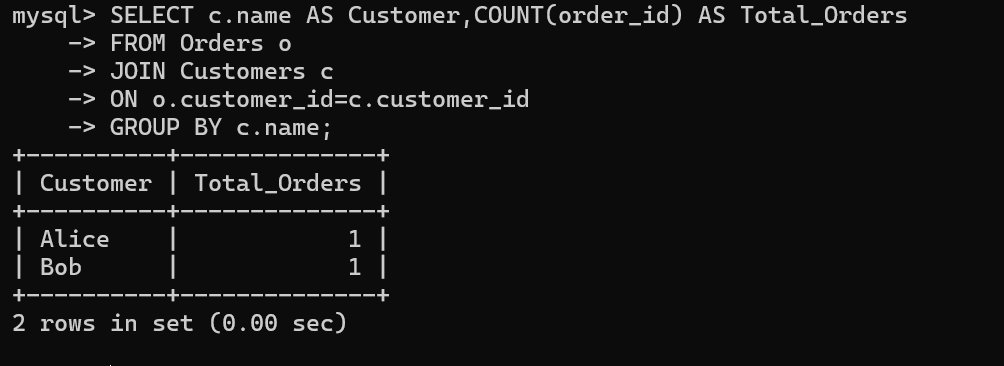 mysql> SELECT c.name AS Customer,COUNT(order_id) AS Total_Orders
    -> FROM Orders o
    -> JOIN Customers c
    -> ON o.customer_id=c.customer_id
    -> GROUP BY c.name;
+----------+--------------+
| Customer | Total_Orders |
+----------+--------------+
| Alice    |            1 |
| Bob      |            1 |
+----------+--------------+
2 rows in set (0.00 sec)